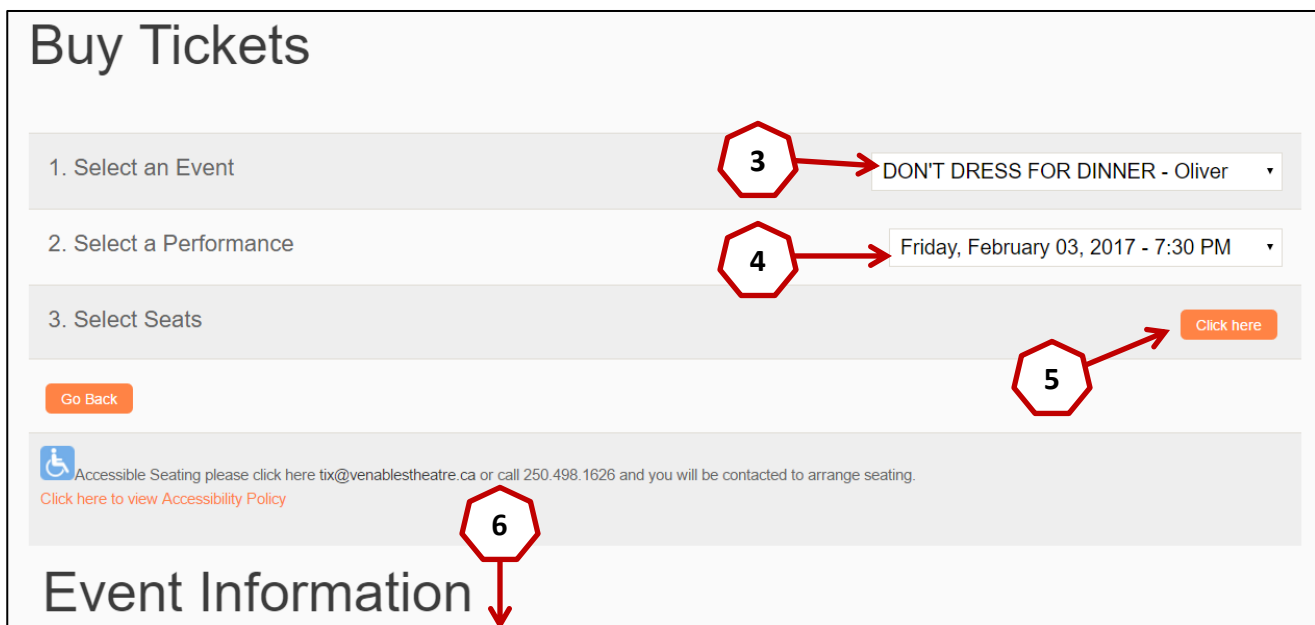 Buy Tickets
1. Select an Event
3
DON'T DRESS FOR DINNER - Oliver
2. Select a Performance
4
Friday, February 03, 2017 - 7:30 PM
3. Select Seats
Click here
5
Go Back
Accessible Seating please click here tix@venablestheatre.ca or call 250.498.1626 and you will be contacted to arrange seating.
Click here to view Accessibility Policy
6
Event Information